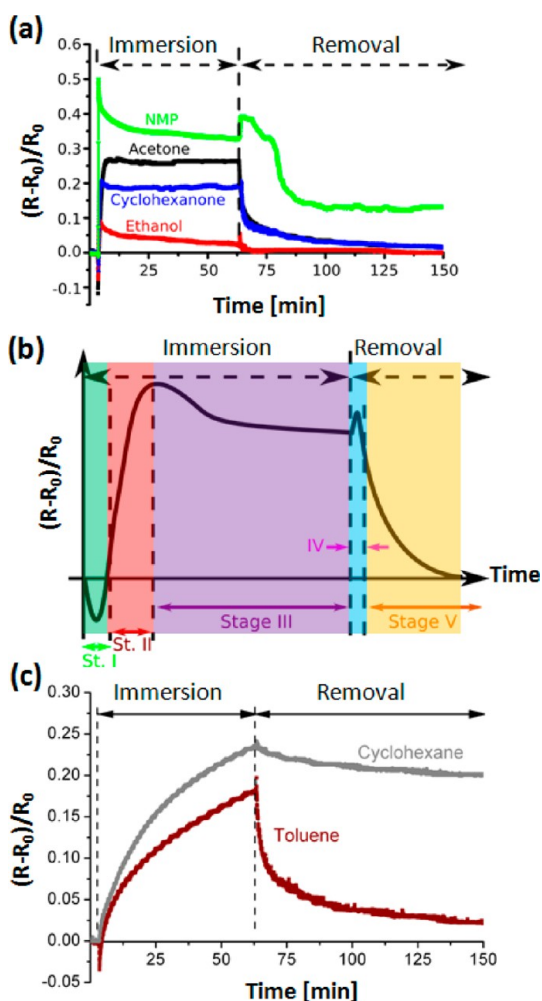 (a)
Immersion Removal
(R-R0)/R0
0.6
0.5
0.4
0.3
0.2
0.1
0.0
-0.1
NMP
Acetone
Cyclohexanone
Ethanol
25 50 75 100 125 150
Time [min]
(b)
Immersion Removal
(R-R0)/R0
IV
Time
Stage III
Stage V
St. II
St. I
(c)
Immersion Removal
(R-R0)/R0
0.30
0.25
0.20
0.15
0.10
0.05
0.00
-0.05
Cyclohexane
Toluene
25 50 75 100 125 150
Time [min]